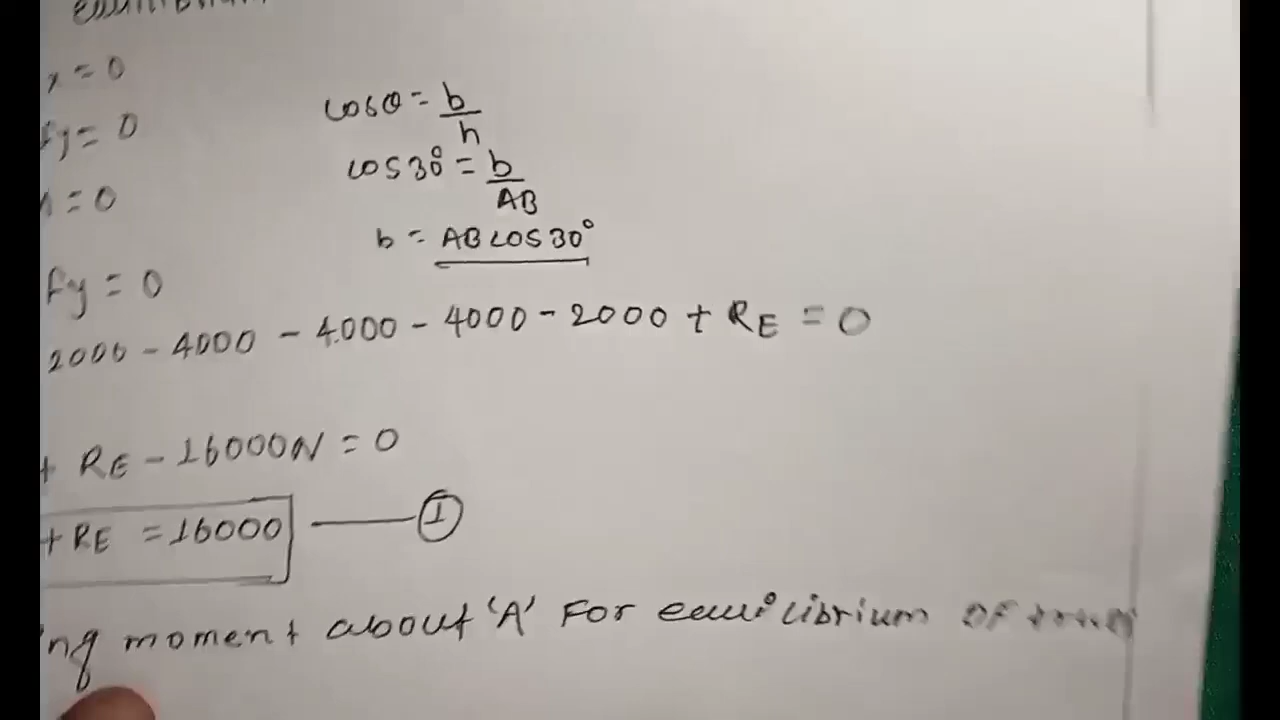 x = 0
fy = 0
= 0
cosθ = b/h
cos30° = b/AB
b = AB cos30°
fy = 0
2000 - 4000 - 4000 - 4000 - 2000 + RE = 0
+ RE - 16000N = 0
+ RE = 16000 ——— ①
ng moment about 'A' For equilibrium OF